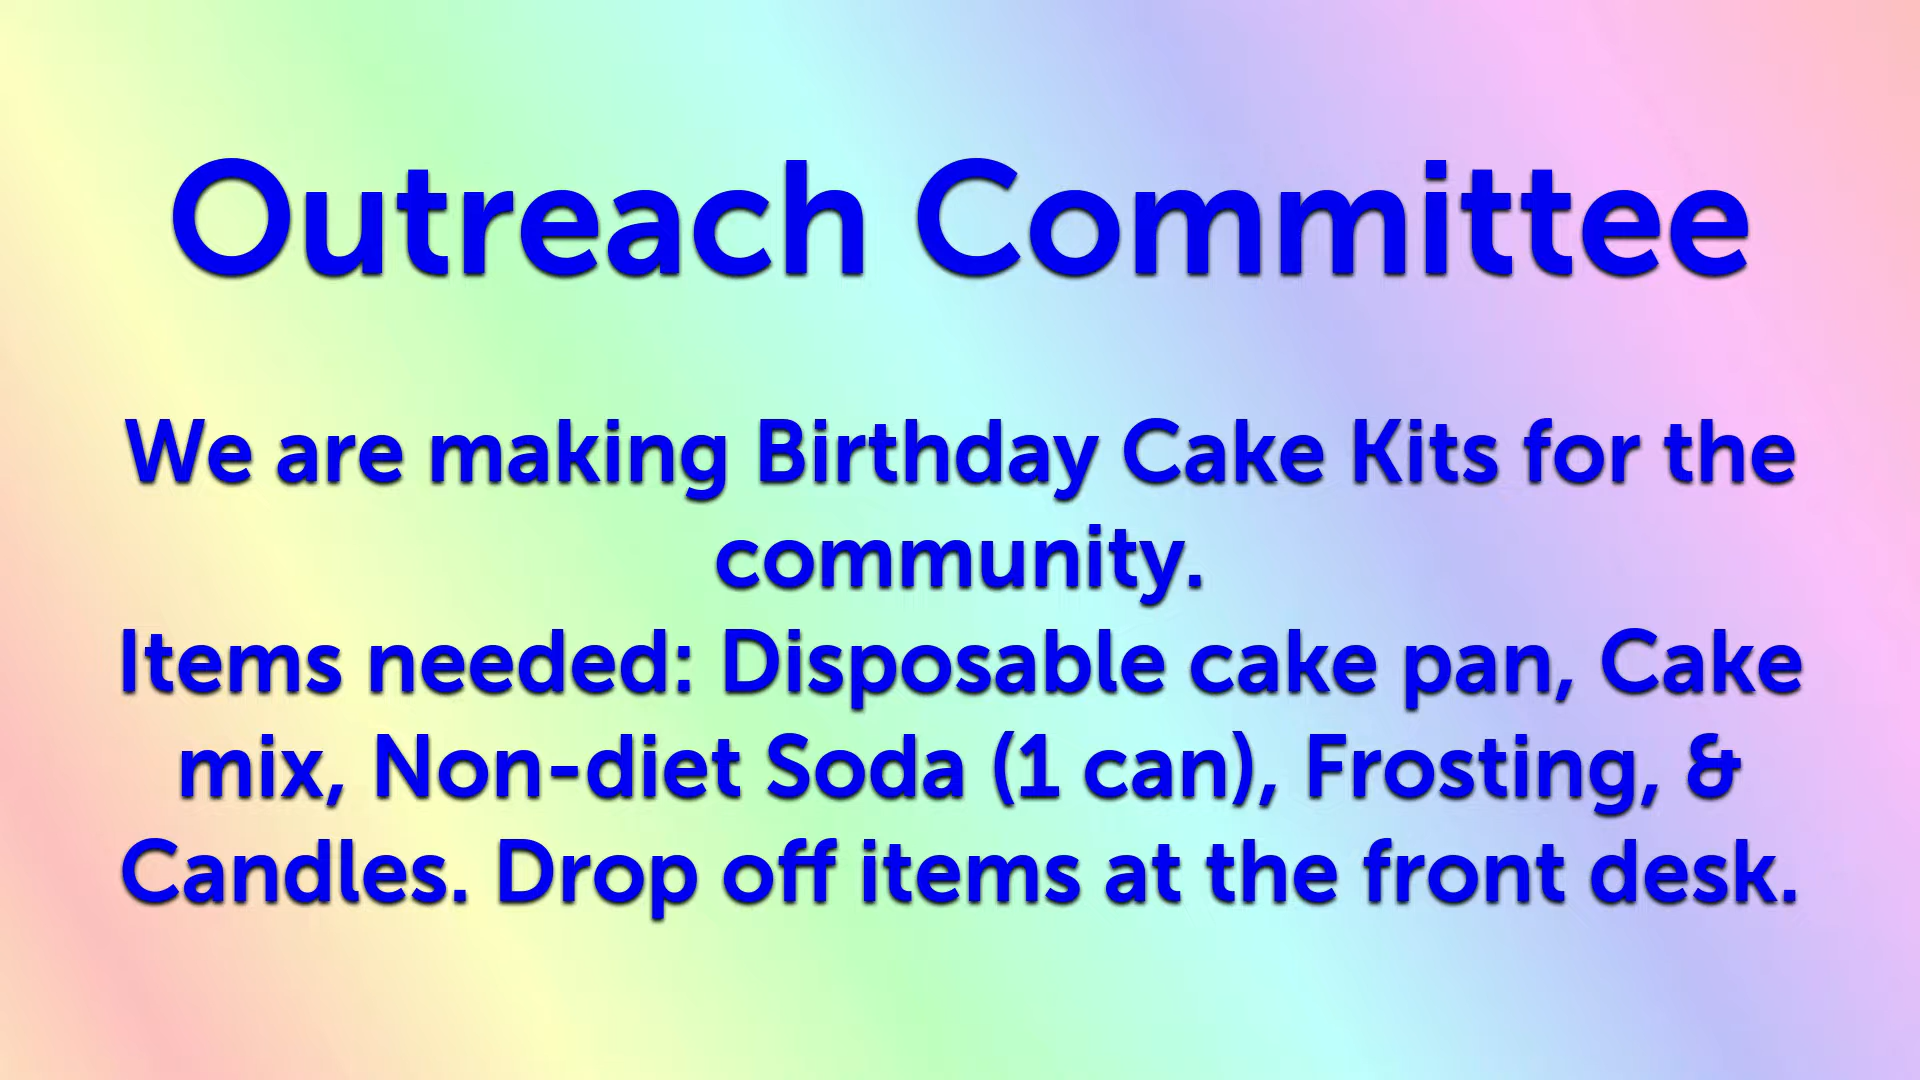 Outreach Committee
We are making Birthday Cake Kits for the
community.
Items needed: Disposable cake pan, Cake
mix, Non-diet Soda (1 can), Frosting, &
Candles. Drop off items at the front desk.